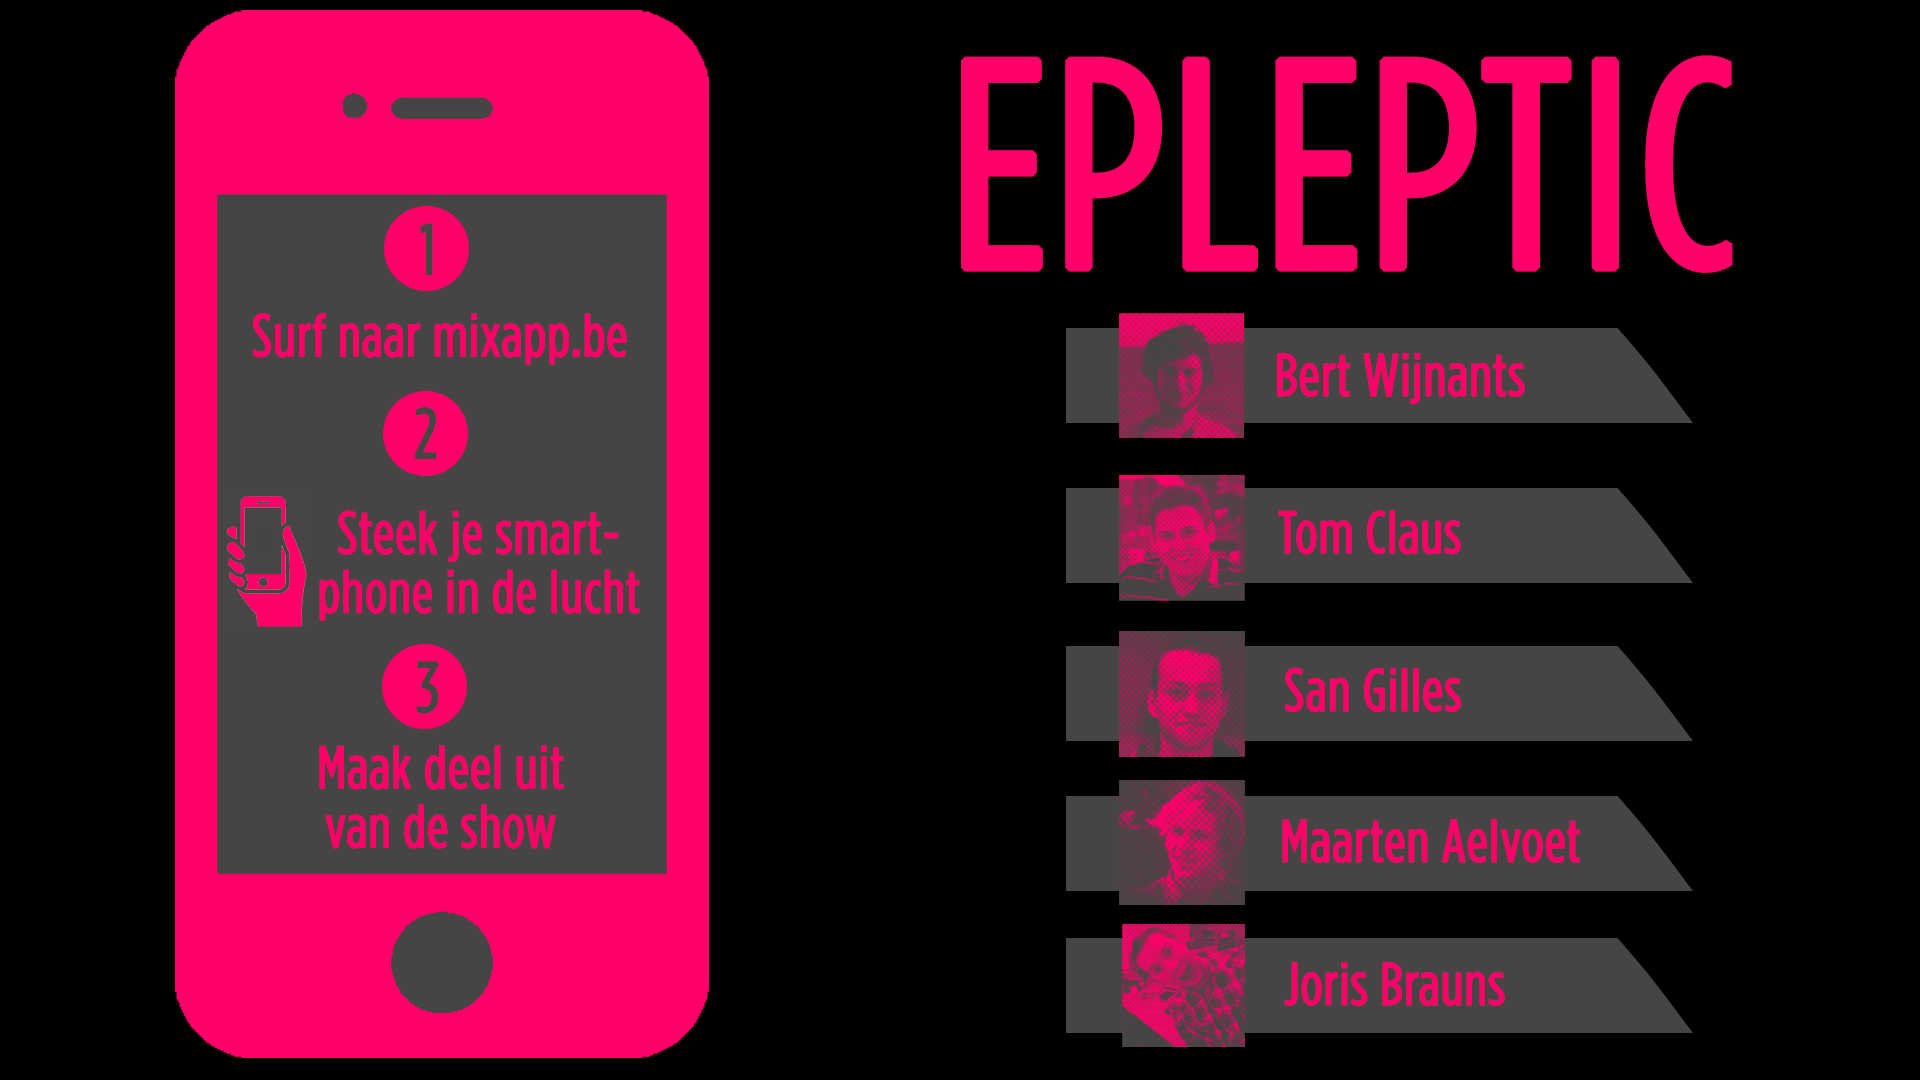 1
Surf naar mixapp.be
2
Steek je smart-
phone in de lucht
3
Maak deel uit
van de show
EPLEPTIC
Bert Wijnants
Tom Claus
San Gilles
Maarten Aelvoet
Joris Brauns